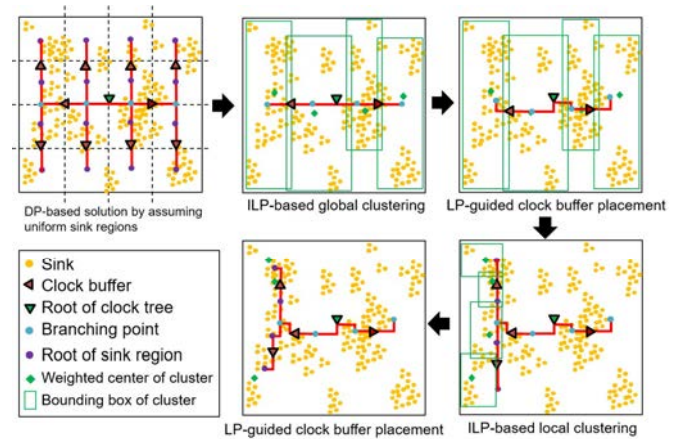 DP-based solution by assuming
uniform sink regions
ILP-based global clustering
LP-guided clock buffer placement
Sink
Clock buffer
Root of clock tree
Branching point
Root of sink region
Weighted center of cluster
Bounding box of cluster
LP-guided clock buffer placement
ILP-based local clustering